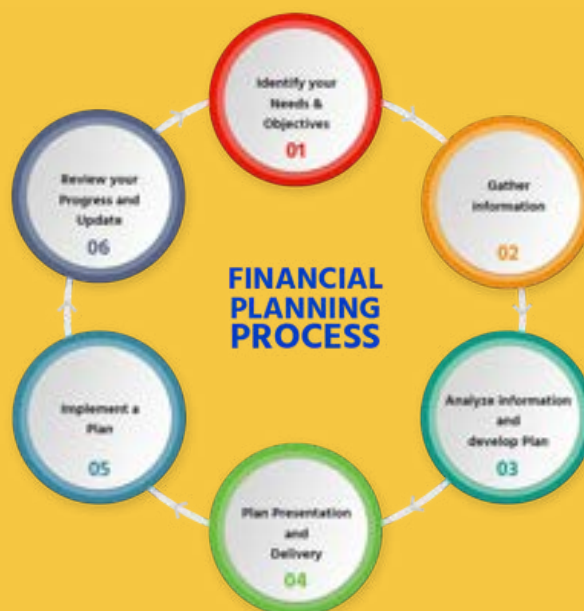 FINANCIAL
PLANNING
PROCESS
Identify your
Needs &
Objectives
01
Gather
information
02
Analyze information
and
develop Plan
03
Plan Presentation
and
Delivery
04
Implement a
Plan
05
Review your
Progress and
Update
06